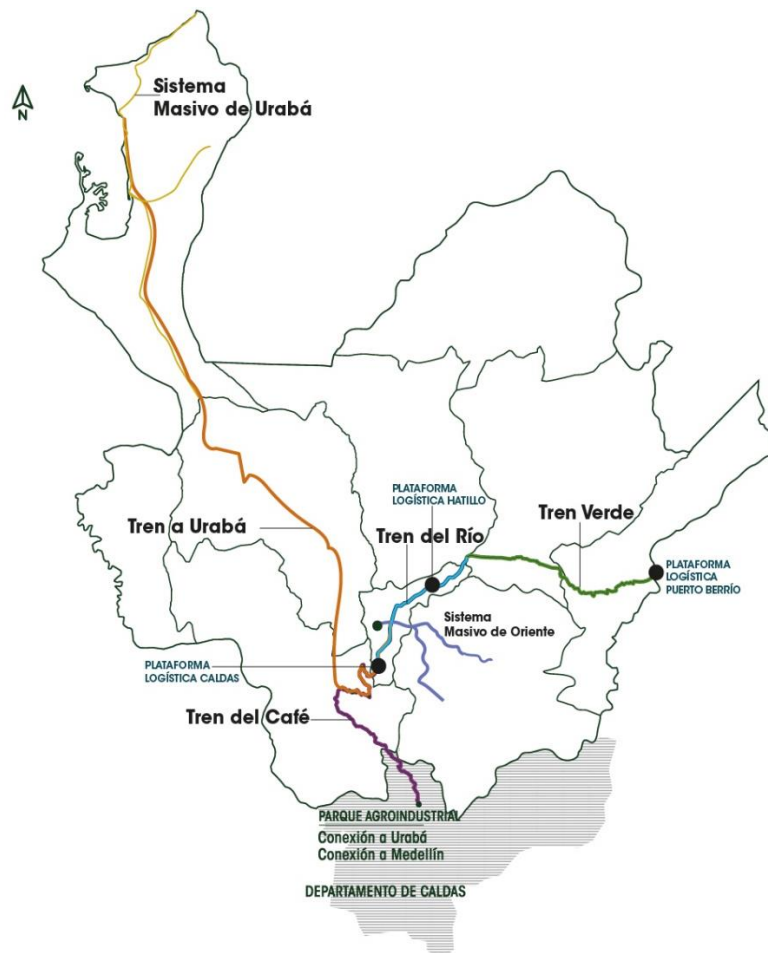 Sistema
Masivo de Urabá
N
PLATAFORMA
LOGÍSTICA HATILLO
Tren a Urabá
Tren del Río
Tren Verde
PLATAFORMA
LOGÍSTICA
PUERTO BERRÍO
Sistema
Masivo de Oriente
PLATAFORMA
LOGÍSTICA CALDAS
Tren del Café
PARQUE AGROINDUSTRIAL
Conexión a Urabá
Conexión a Medellín
DEPARTAMENTO DE CALDAS